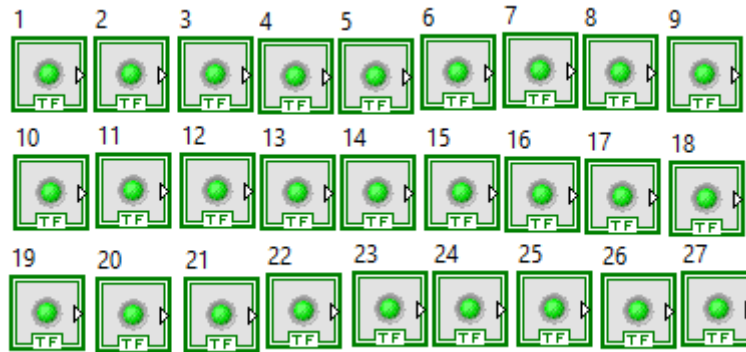 1 2 3 4 5 6 7 8 9
TF TF TF TF TF TF TF TF TF
10 11 12 13 14 15 16 17 18
TF TF TF TF TF TF TF TF TF
19 20 21 22 23 24 25 26 27
TF TF TF TF TF TF TF TF TF